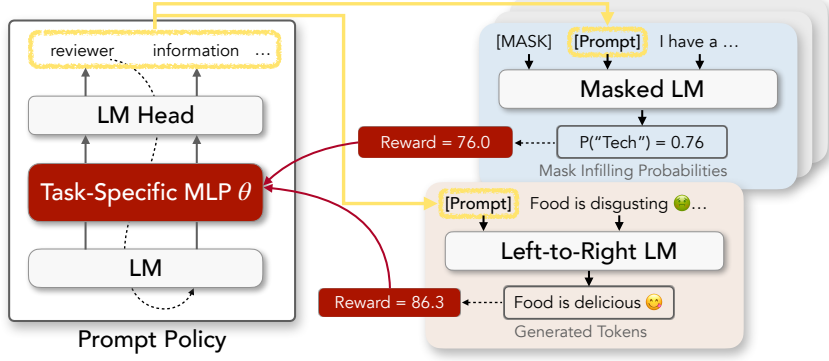 reviewer information ...
LM Head
Task-Specific MLP θ
LM
Prompt Policy
[MASK] [Prompt] I have a ...
Masked LM
P("Tech") = 0.76
Mask Infilling Probabilities
Reward = 76.0
[Prompt] Food is disgusting 🤢...
Left-to-Right LM
Food is delicious 😋
Generated Tokens
Reward = 86.3